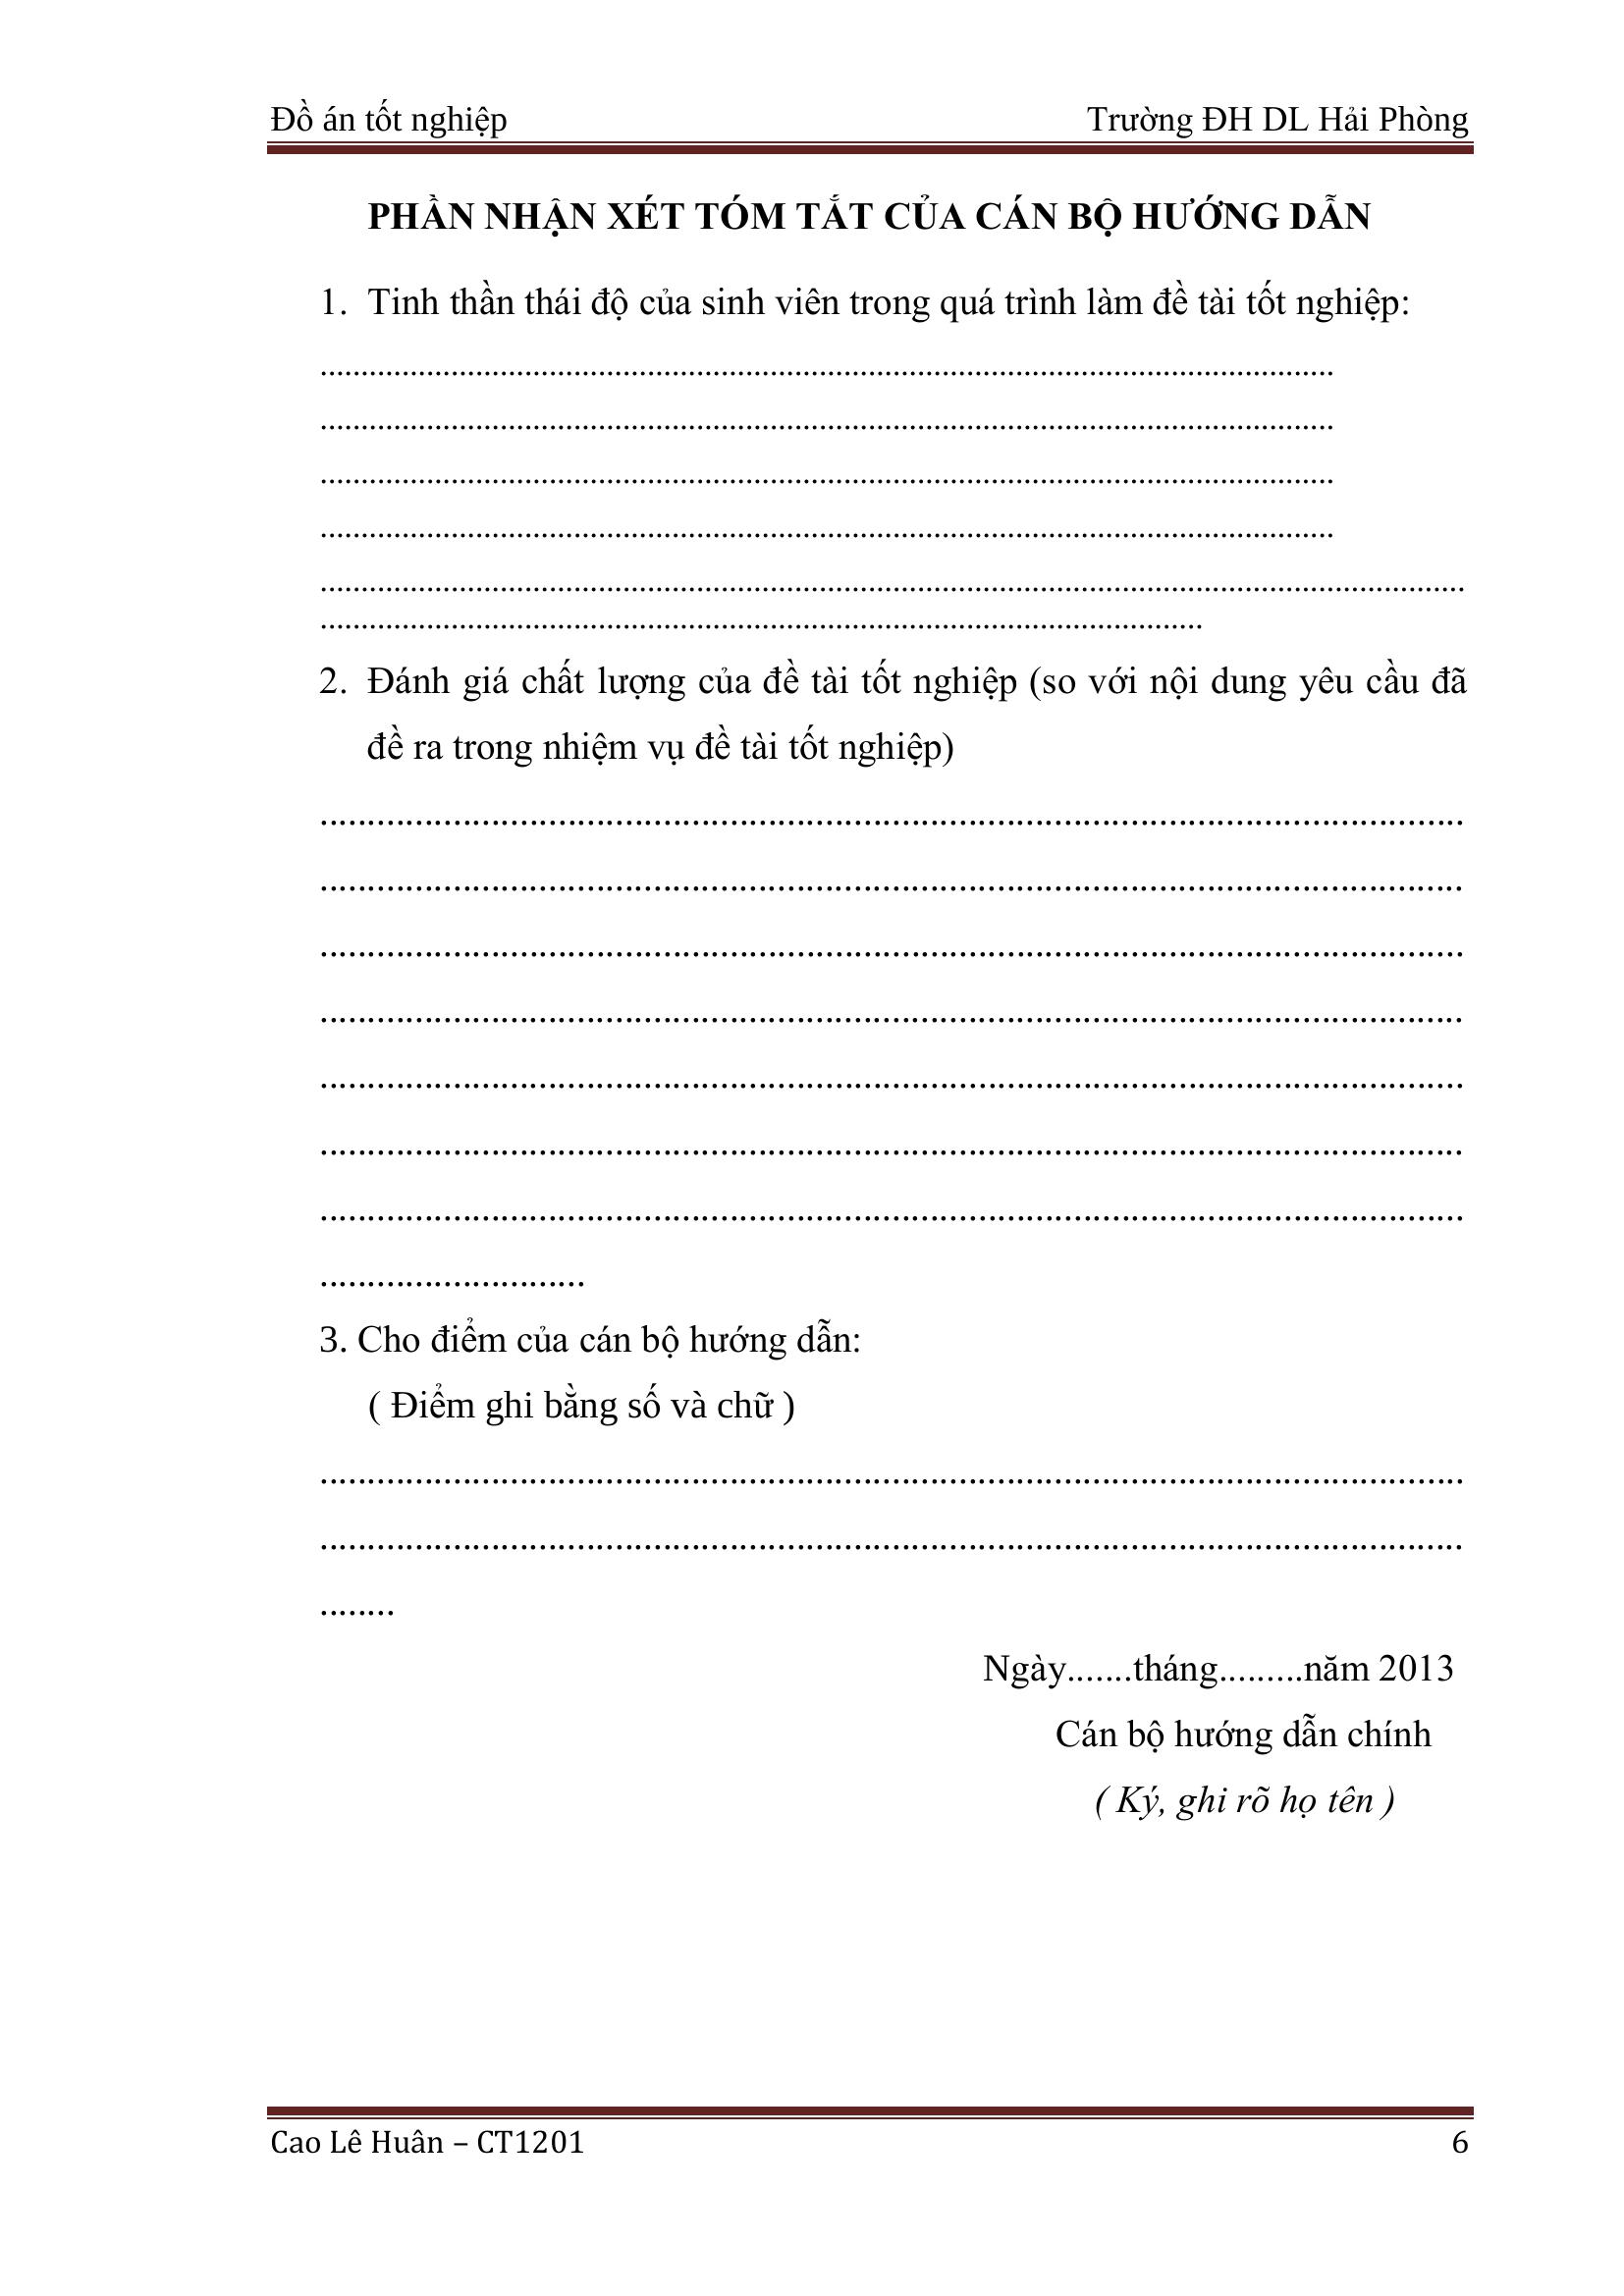 Đồ án tốt nghiệp Trường ĐH DL Hải Phòng
PHẦN NHẬN XÉT TÓM TẮT CỦA CÁN BỘ HƯỚNG DẪN
1. Tinh thần thái độ của sinh viên trong quá trình làm đề tài tốt nghiệp:
................................................................................................................................
................................................................................................................................
................................................................................................................................
................................................................................................................................
................................................................................................................................................
...............................................................................................................
2. Đánh giá chất lượng của đề tài tốt nghiệp (so với nội dung yêu cầu đã
đề ra trong nhiệm vụ đề tài tốt nghiệp)
........................................................................................................................
........................................................................................................................
........................................................................................................................
........................................................................................................................
........................................................................................................................
........................................................................................................................
........................................................................................................................
............................
3. Cho điểm của cán bộ hướng dẫn:
( Điểm ghi bằng số và chữ )
........................................................................................................................
........................................................................................................................
........
Ngày.......tháng.........năm 2013
Cán bộ hướng dẫn chính
( Ký, ghi rõ họ tên )
Cao Lê Huân – CT1201 6